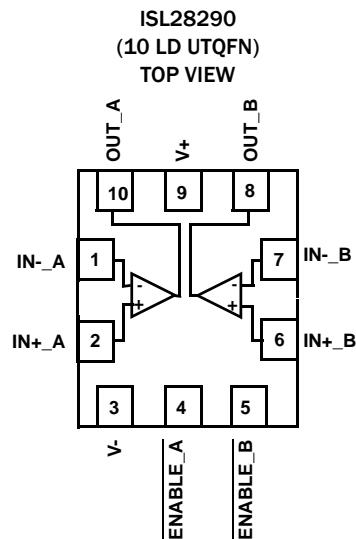 ISL28290
(10 LD UTQFN)
TOP VIEW
OUT_A
V+
OUT_B
10
9
8
IN-_A
1
-
+
IN+_A
2
7
IN-_B
-
+
6
IN+_B
3
4
5
V-
ENABLE_A
ENABLE_B